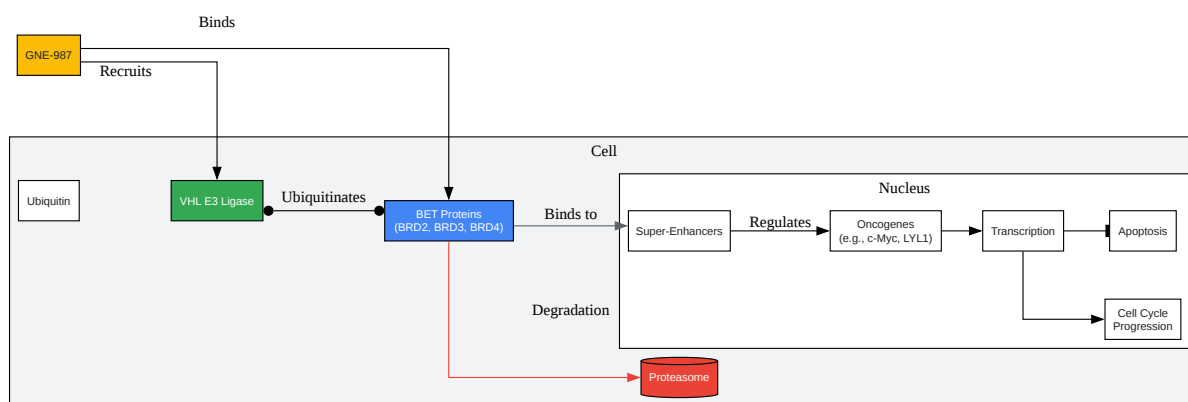 Binds
GNE-987
Recruits
Cell
Ubiquitin
VHL E3 Ligase
Ubiquitinates
BET Proteins
(BRD2, BRD3, BRD4)
Binds to
Nucleus
Super-Enhancers
Regulates
Oncogenes
(e.g., c-Myc, LYL1)
Transcription
Apoptosis
Degradation
Cell Cycle
Progression
Proteasome